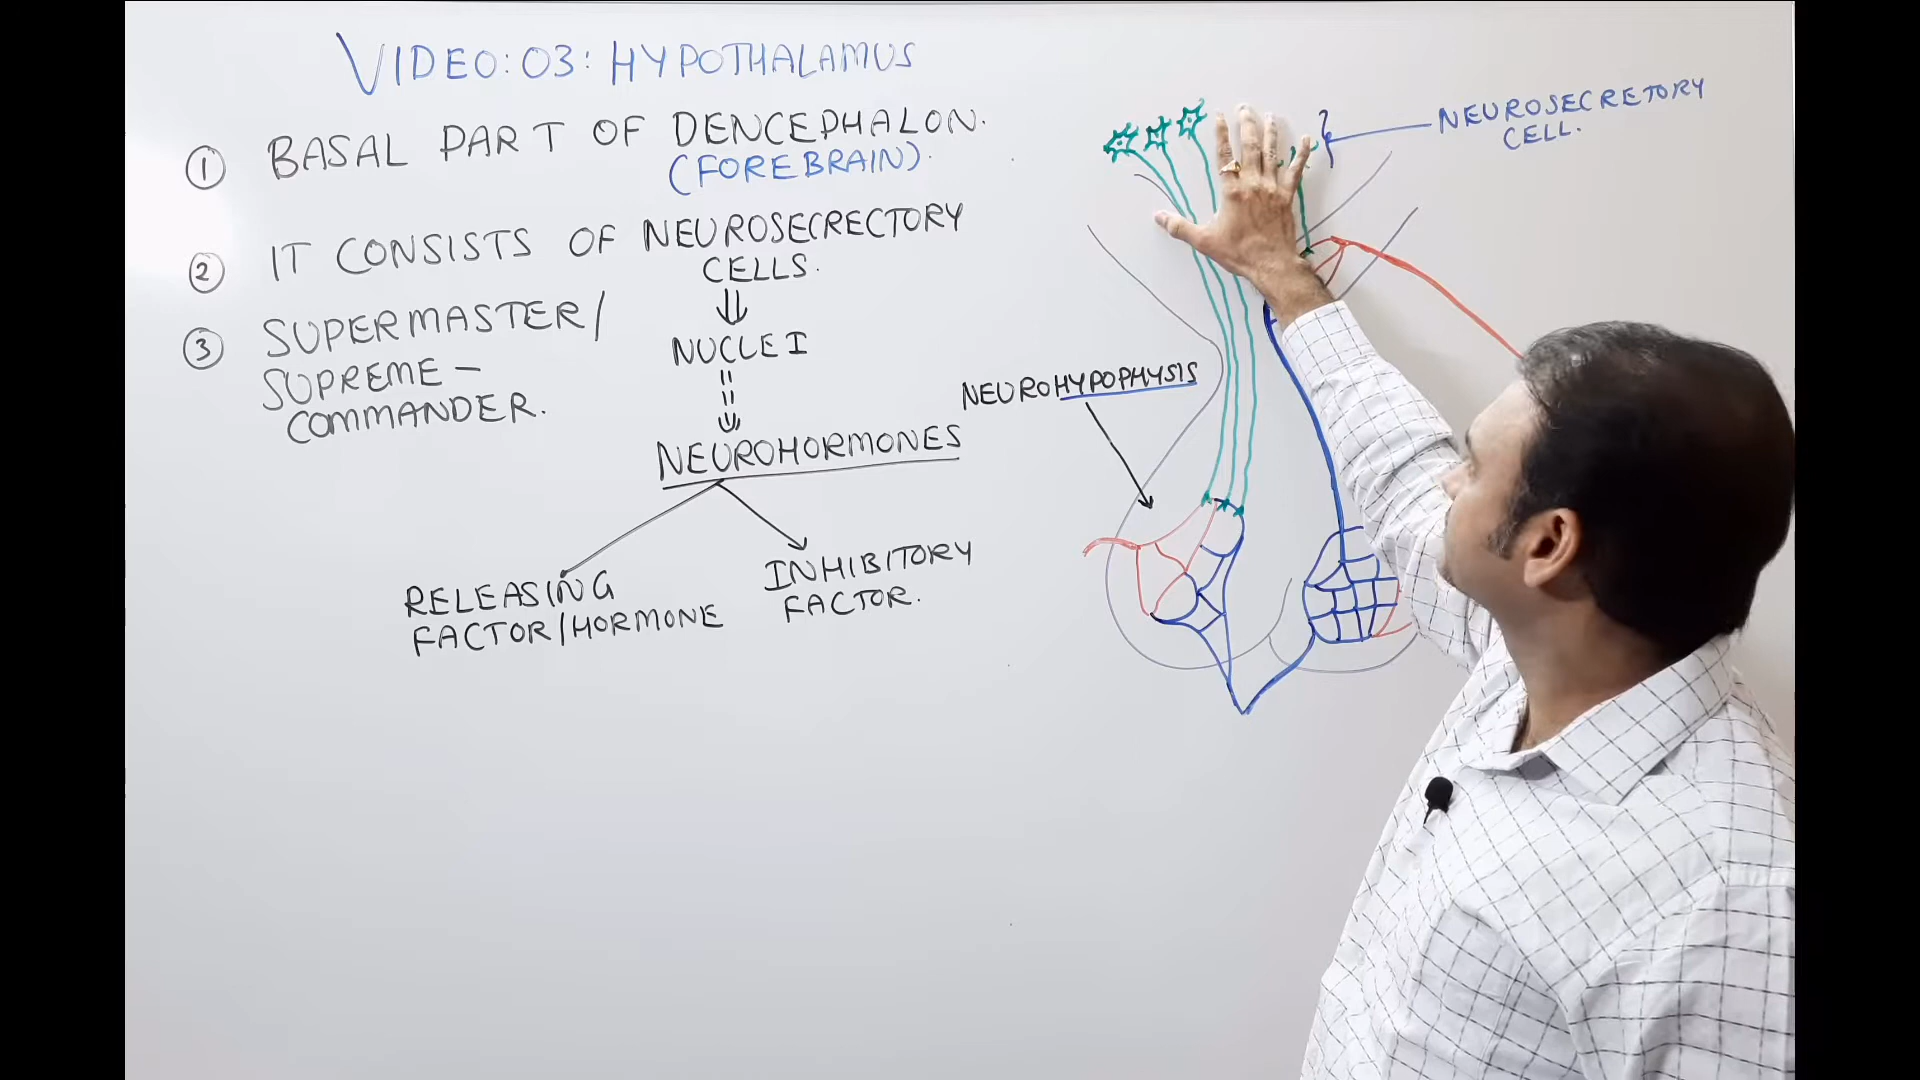 VIDEO:03: HYPOTHALAMUS
① BASAL PART OF DENCEPHALON.
(FOREBRAIN).
② IT CONSISTS OF NEUROSECRECTORY
CELLS.
⇓
NUCLEI
NEUROHORMONES
RELEASING
FACTOR/HORMONE
INHIBITORY
FACTOR.
③ SUPERMASTER/
SUPREME –
COMMANDER.
NEUROSECRETORY
CELL.
NEUROHYPOPHYSIS